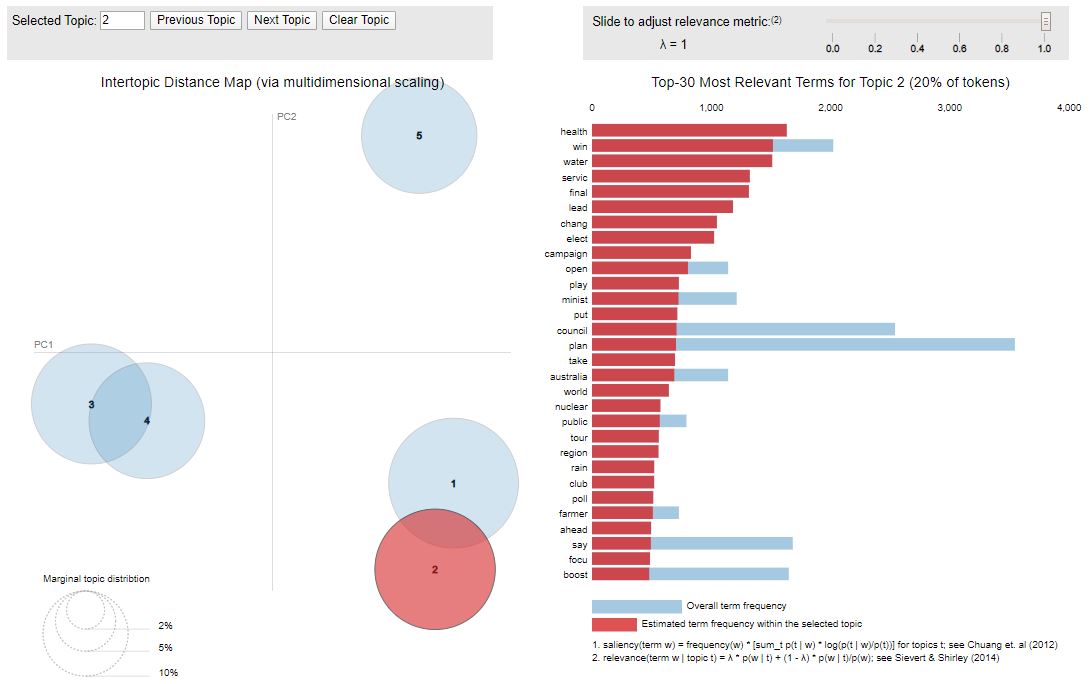 Selected Topic: 2 Previous Topic Next Topic Clear Topic
Slide to adjust relevance metric:(2)
λ = 1
0.0 0.2 0.4 0.6 0.8 1.0
Intertopic Distance Map (via multidimensional scaling)
PC2
PC1
5
3
4
1
2
Marginal topic distribtion
2%
5%
10%
Top-30 Most Relevant Terms for Topic 2 (20% of tokens)
0 1,000 2,000 3,000 4,000
health
win
water
servic
final
lead
chang
elect
campaign
open
play
minist
put
council
plan
take
australia
world
nuclear
public
tour
region
rain
club
poll
farmer
ahead
say
focu
boost
Overall term frequency
Estimated term frequency within the selected topic
1. saliency(term w) = frequency(w) * [sum_t p(t | w) * log(p(t | w)/p(t))] for topics t; see Chuang et. al (2012)
2. relevance(term w | topic t) = λ * p(w | t) + (1 - λ) * p(w | t)/p(w); see Sievert & Shirley (2014)